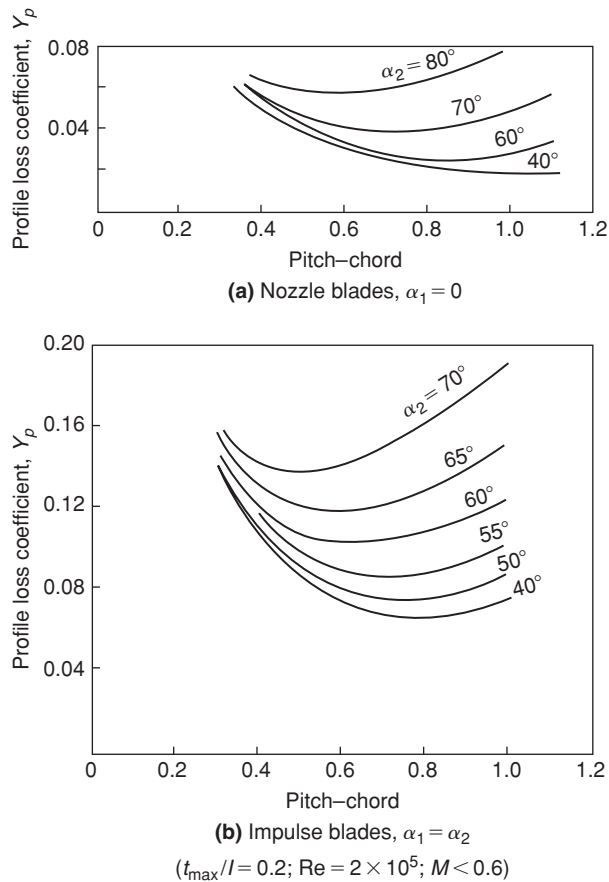 Profile loss coefficient, Y_p
0.08
0.04
α₂ = 80°
70°
60°
40°
0 0.2 0.4 0.6 0.8 1.0 1.2
Pitch–chord
(a) Nozzle blades, α₁ = 0
Profile loss coefficient, Y_p
0.20
0.16
0.12
0.08
0.04
α₂ = 70°
65°
60°
55°
50°
40°
0 0.2 0.4 0.6 0.8 1.0 1.2
Pitch–chord
(b) Impulse blades, α₁ = α₂
(t_max/l = 0.2; Re = 2 × 10⁵; M < 0.6)